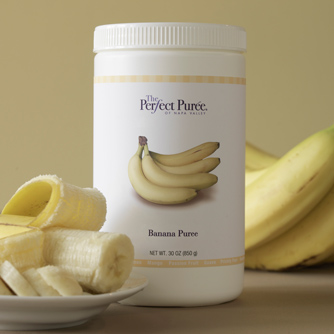 The
Perfect Purée.
OF NAPA VALLEY
Banana Puree
NET WT. 30 OZ (850 g)